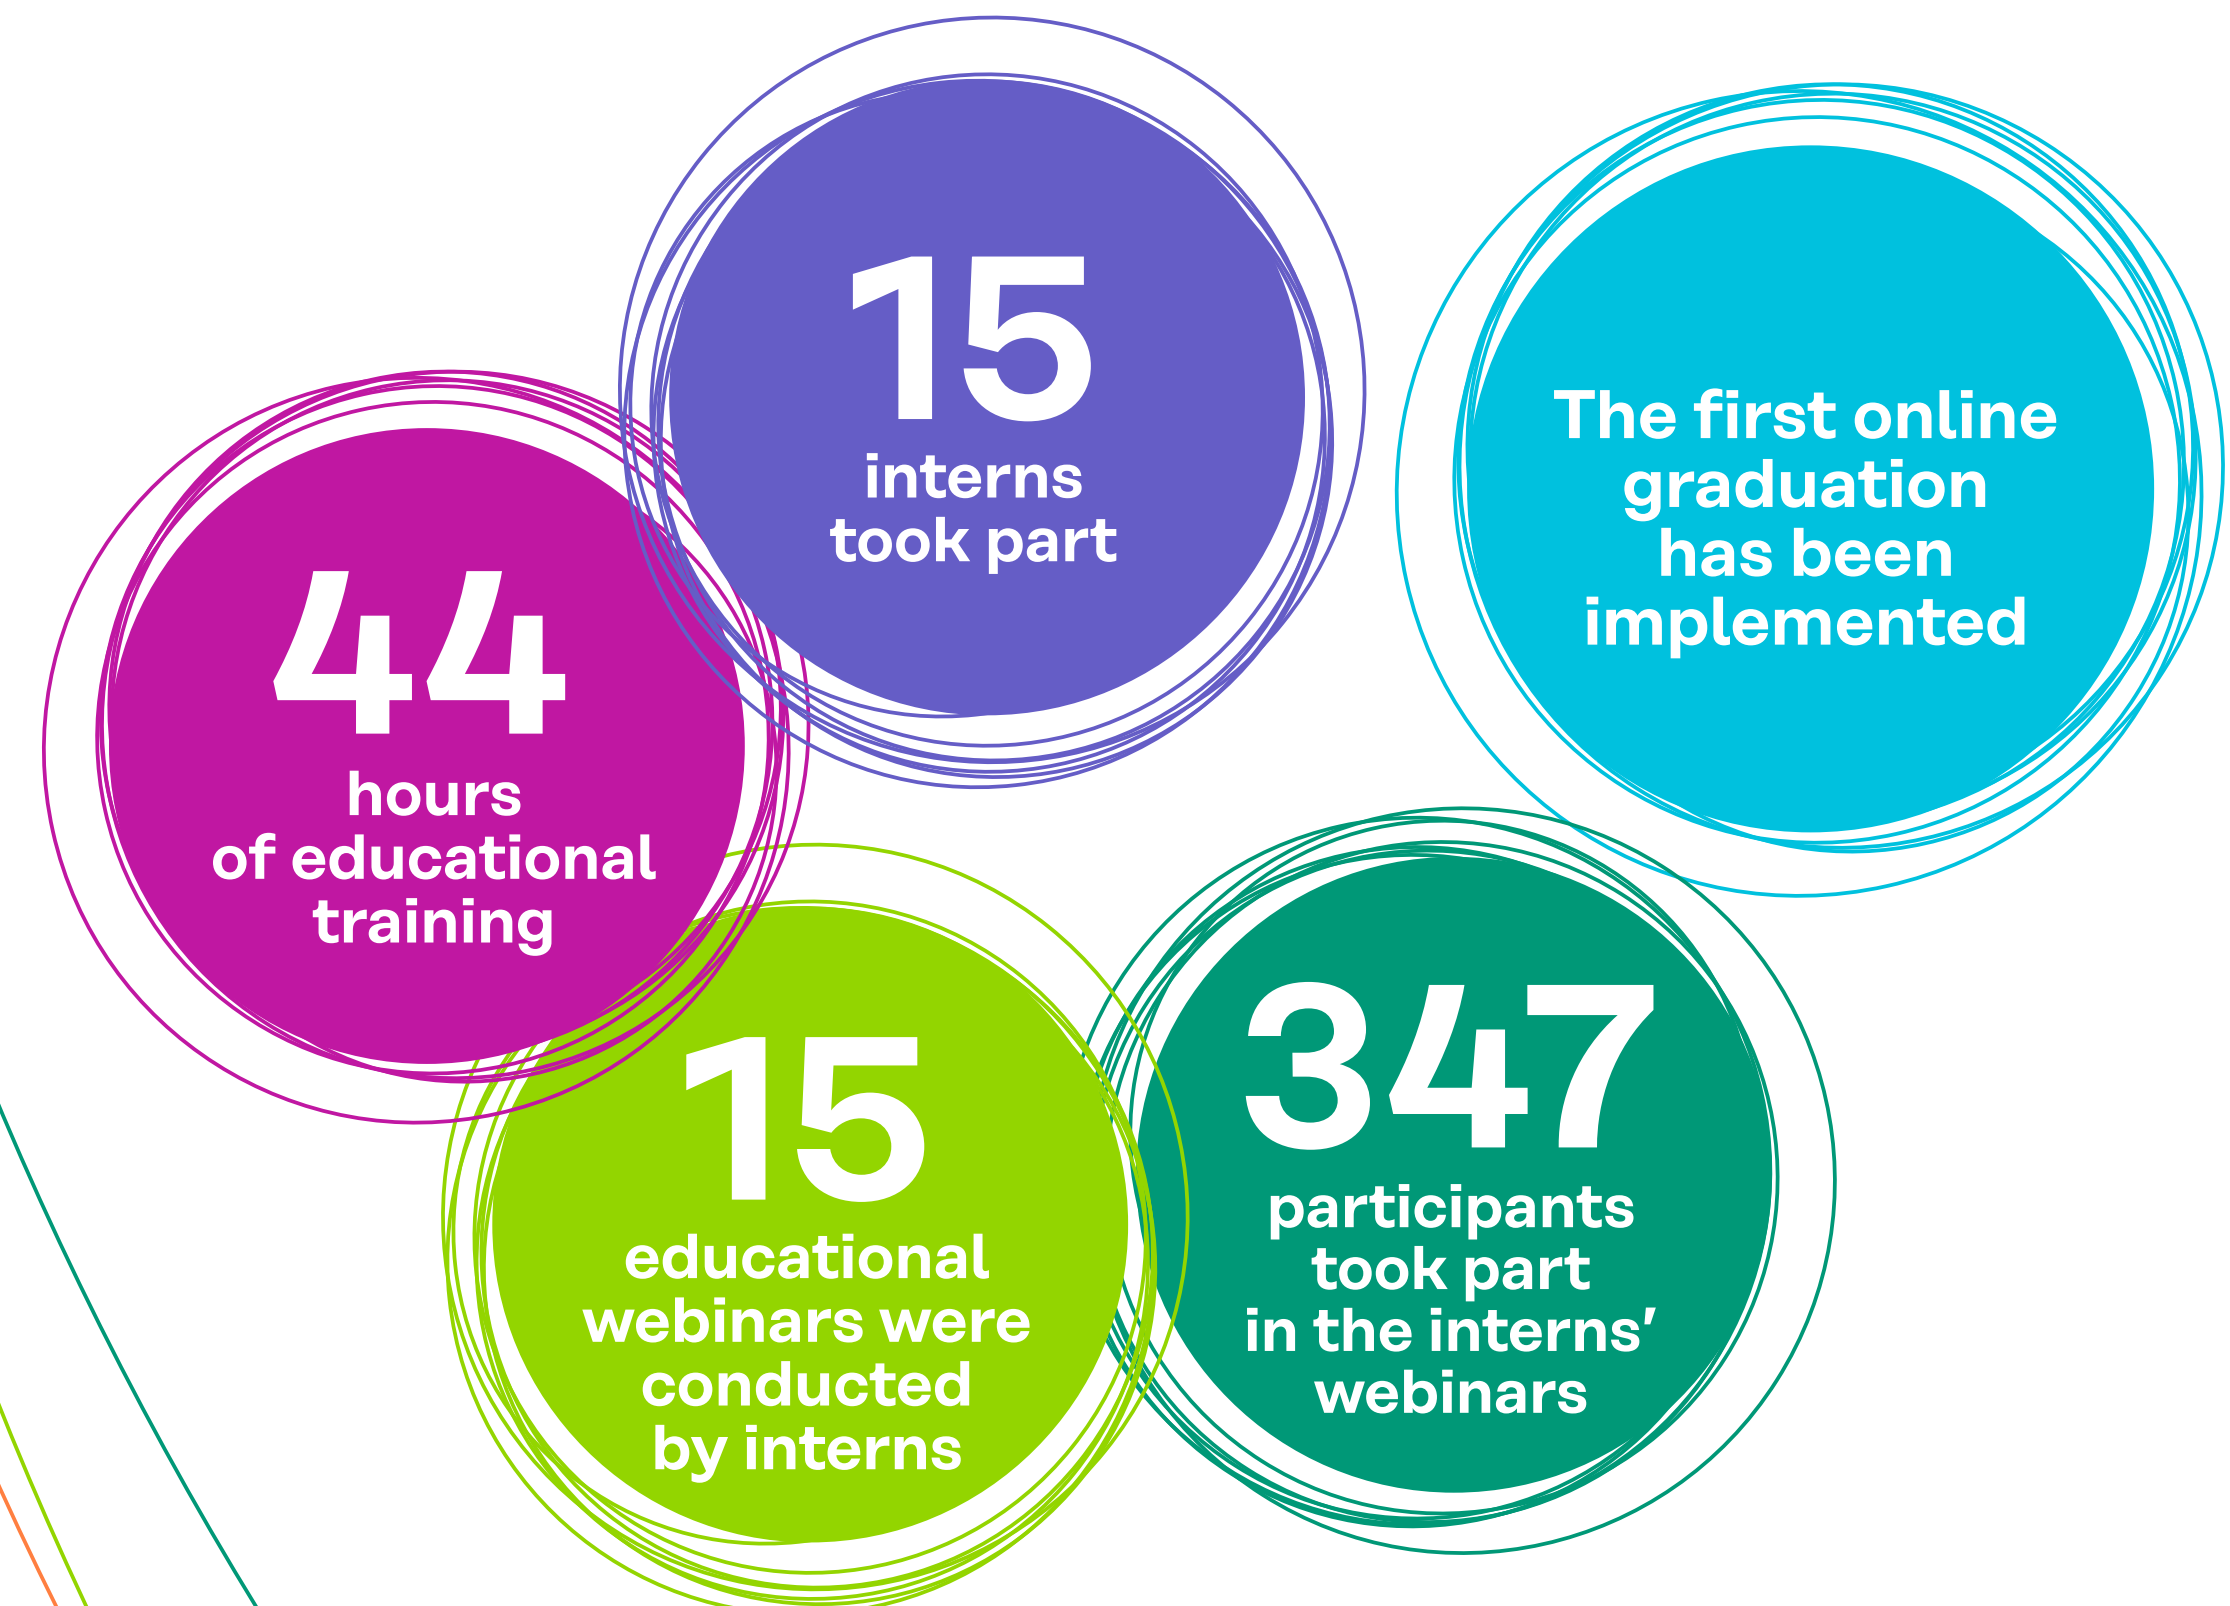 15
interns
took part
The first online
graduation
has been
implemented
44
hours
of educational
training
15
educational
webinars were
conducted
by interns
347
participants
took part
in the interns’
webinars